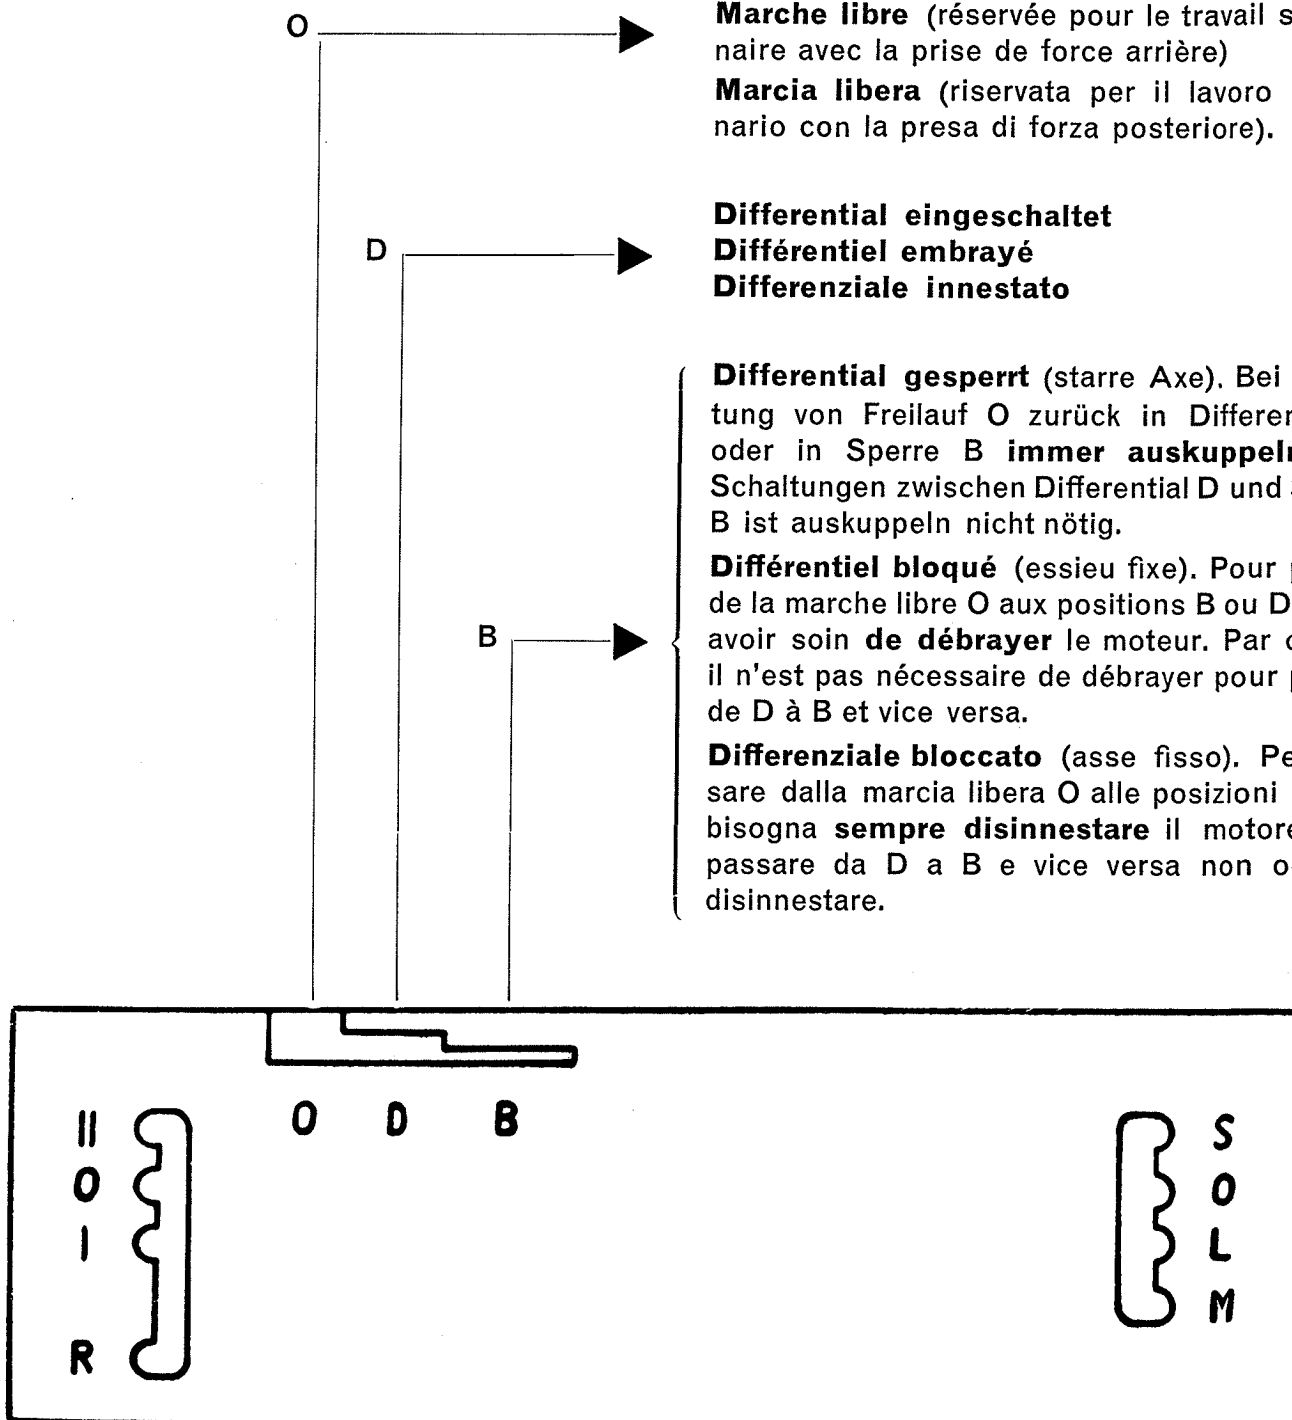 O
Marche libre (réservée pour le travail
naire avec la prise de force arrière)
Marcia libera (riservata per il lavoro
nario con la presa di forza posteriore).
D
Differential eingeschaltet
Différentiel embrayé
Differenziale innestato
Differential gesperrt (starre Axe). Bei
tung von Freilauf O zurück in Differen
oder in Sperre B immer auskuppeln
Schaltungen zwischen Differential D und
B ist auskuppeln nicht nötig.
B
Différentiel bloqué (essieu fixe). Pour
de la marche libre O aux positions B ou D
avoir soin de débrayer le moteur. Par
il n'est pas nécessaire de débrayer pour
de D à B et vice versa.
Differenziale bloccato (asse fisso). Pe
sare dalla marcia libera O alle posizioni
bisogna sempre disinnestare il motore
passare da D a B e vice versa non o
disinnestare.
O D B
II
O
I
R
S
O
L
M